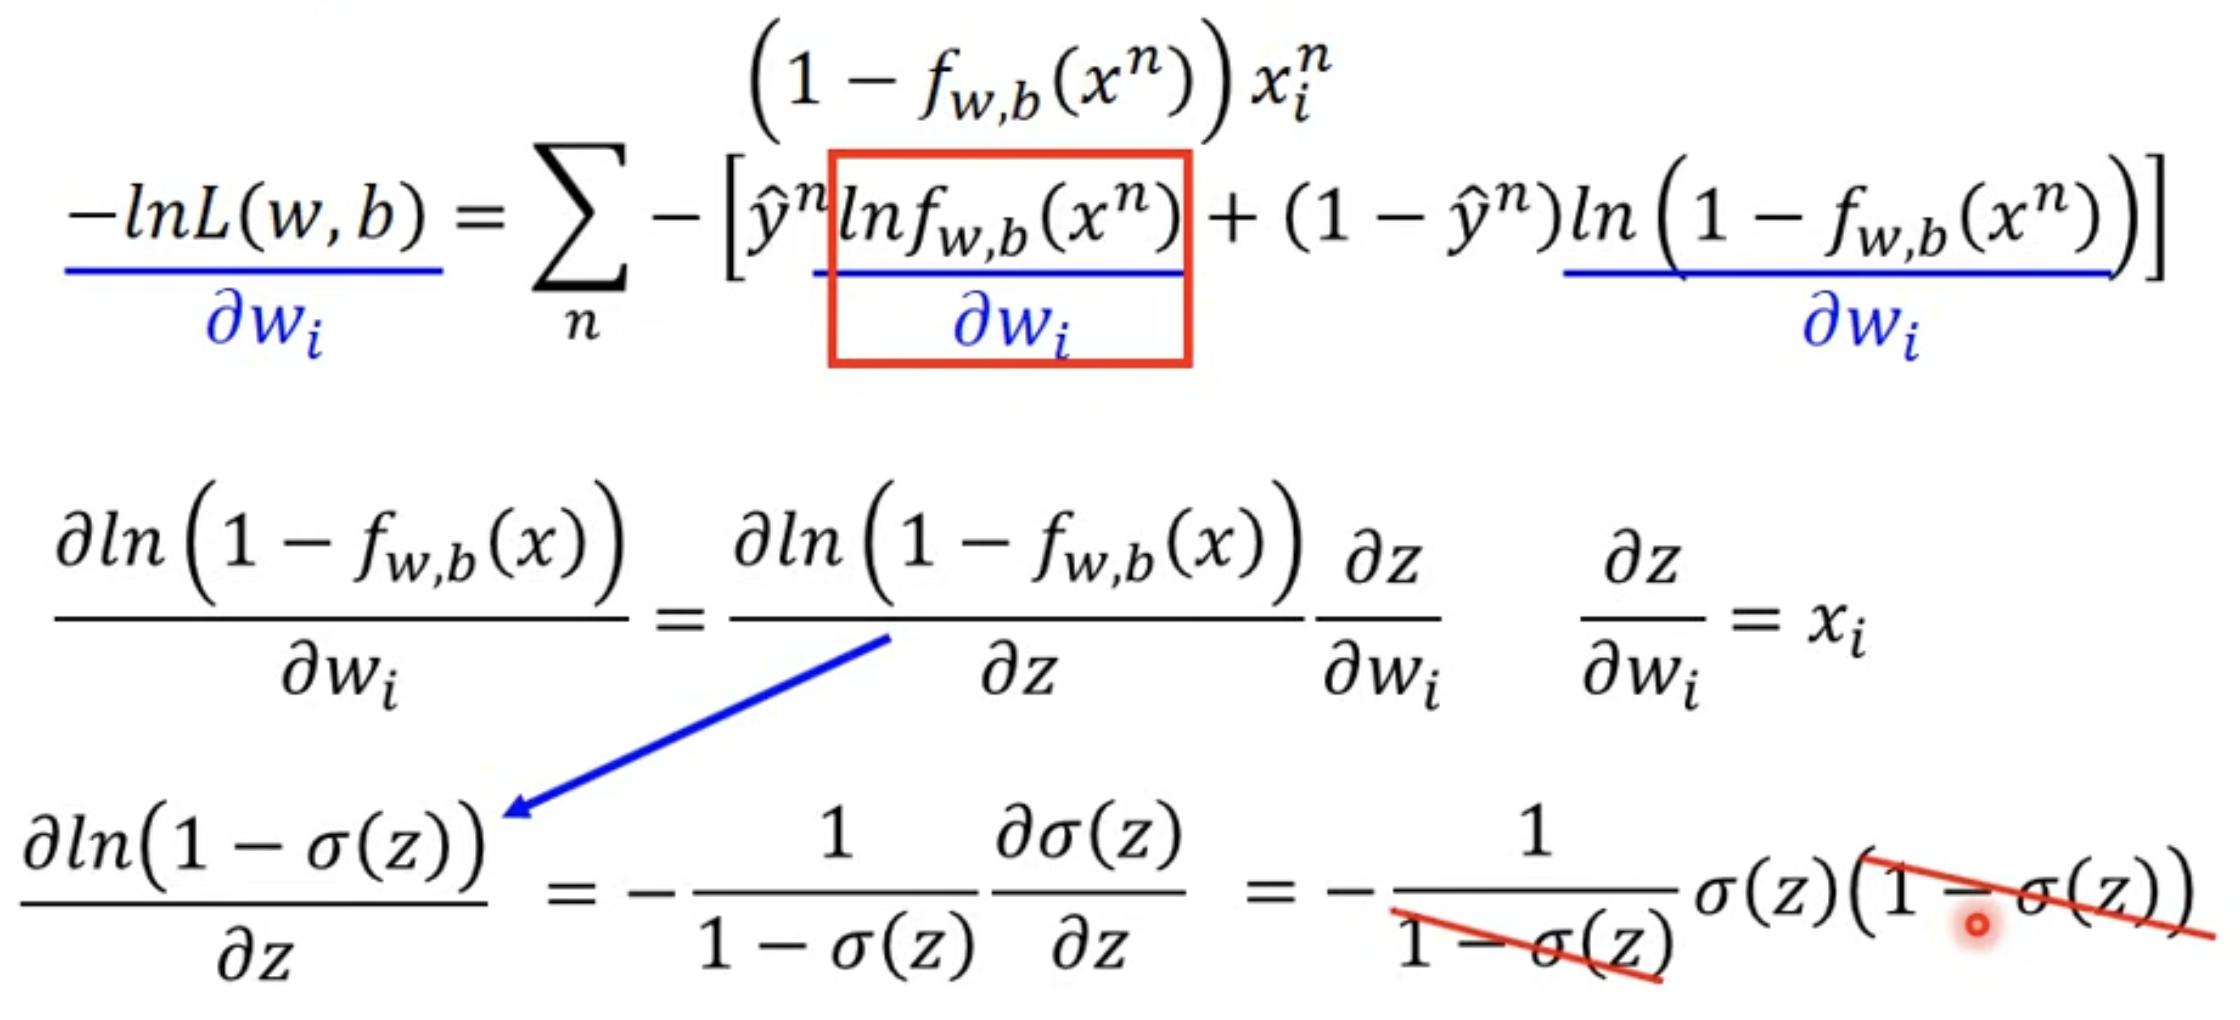 (1 − f_{w,b}(x^n)) x_i^n
−lnL(w, b) / ∂w_i = ∑_n −[ŷ^n lnf_{w,b}(x^n) / ∂w_i + (1 − ŷ^n) ln(1 − f_{w,b}(x^n)) / ∂w_i]
∂ln(1 − f_{w,b}(x)) / ∂w_i = ∂ln(1 − f_{w,b}(x)) / ∂z ∂z / ∂w_i    ∂z / ∂w_i = x_i
∂ln(1 − σ(z)) / ∂z = − 1 / (1 − σ(z)) ∂σ(z) / ∂z = − 1 / (1 − σ(z)) σ(z)(1 − σ(z))